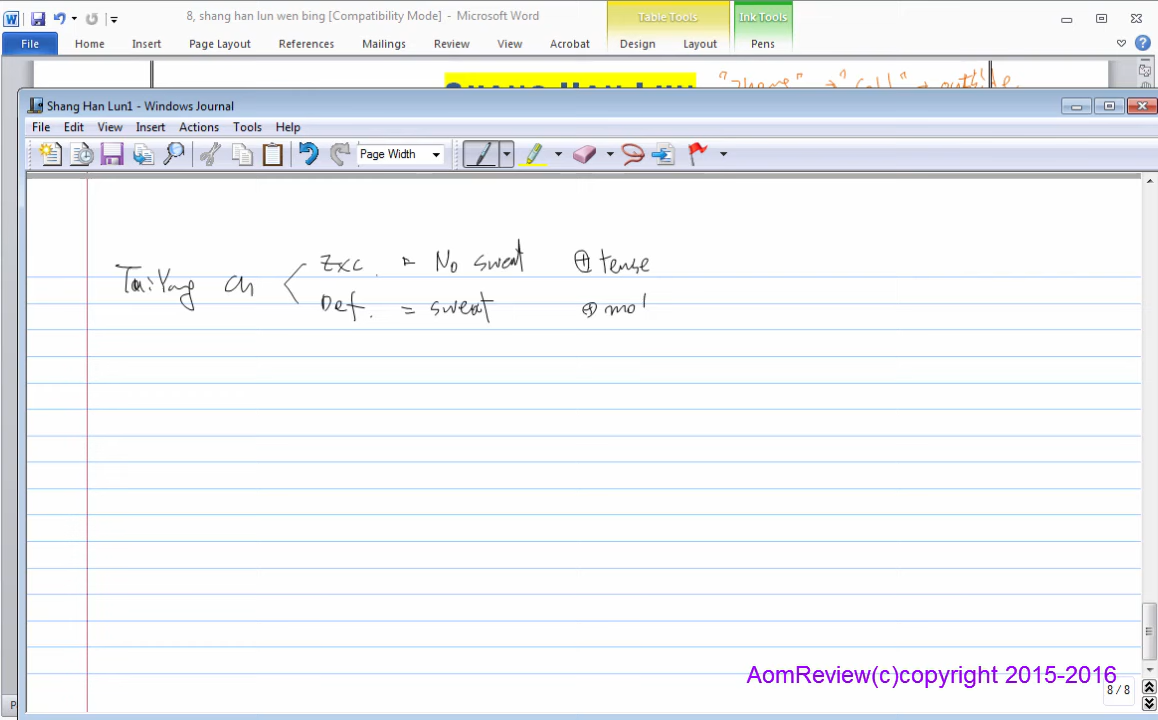 8, shang han lun wen bing [Compatibility Mode] - Microsoft Word
Table Tools
Ink Tools
File Home Insert Page Layout References Mailings Review View Acrobat Design Layout Pens
Shang Han Lun1 - Windows Journal
File Edit View Insert Actions Tools Help
Page Width
TaiYang Ch
Exc. = No sweat ⊕ tense
Def. = sweat ⊕ mo
AomReview(c)copyright 2015-2016
8 / 8
P